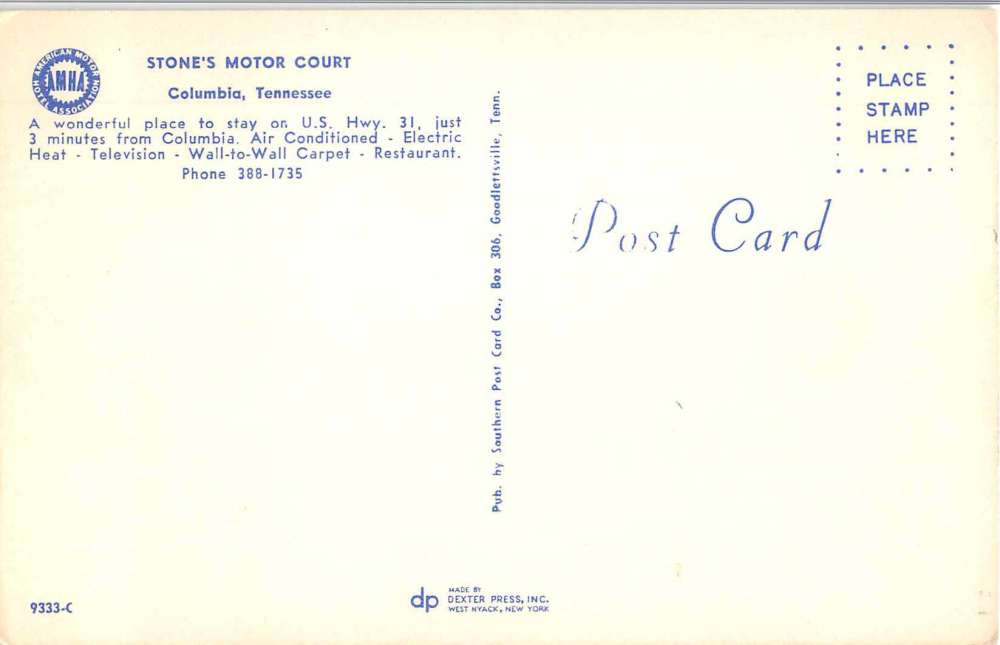 AMERICAN MOTOR
AMHA
HOTEL ASSOCIATION
STONE'S MOTOR COURT
Columbia, Tennessee
A wonderful place to stay on U.S. Hwy. 31, just
3 minutes from Columbia. Air Conditioned - Electric
Heat - Television - Wall-to-Wall Carpet - Restaurant.
Phone 388-1735
Pub. by Southern Post Card Co., Box 306, Goodlettsville, Tenn.
PLACE
STAMP
HERE
Post Card
9333-C
dp
MADE BY
DEXTER PRESS, INC.
WEST NYACK, NEW YORK